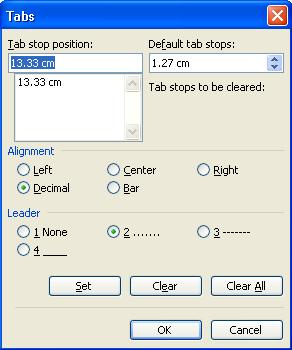 Tabs
Tab stop position: Default tab stops:
13.33 cm 1.27 cm
13.33 cm Tab stops to be cleared:
Alignment
Left Center Right
Decimal Bar
Leader
1 None 2 ....... 3 -------
4 ____
Set Clear Clear All
OK Cancel